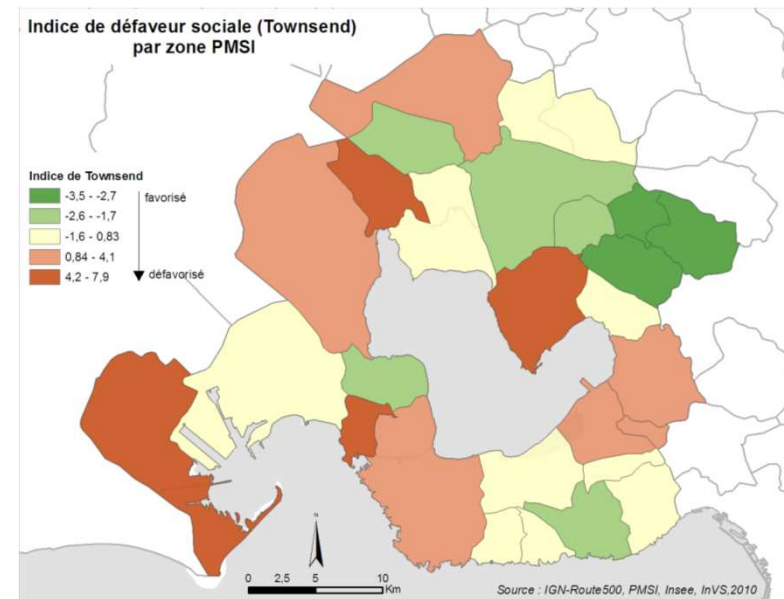 Indice de défaveur sociale (Townsend)
par zone PMSI
Indice de Townsend
-3,5 - -2,7
favorisé
-2,6 - -1,7
-1,6 - 0,83
0,84 - 4,1
4,2 - 7,9
défavorisé
N
0 2,5 5 10
Km
Source : IGN-Route500, PMSI, Insee, InVS,2010